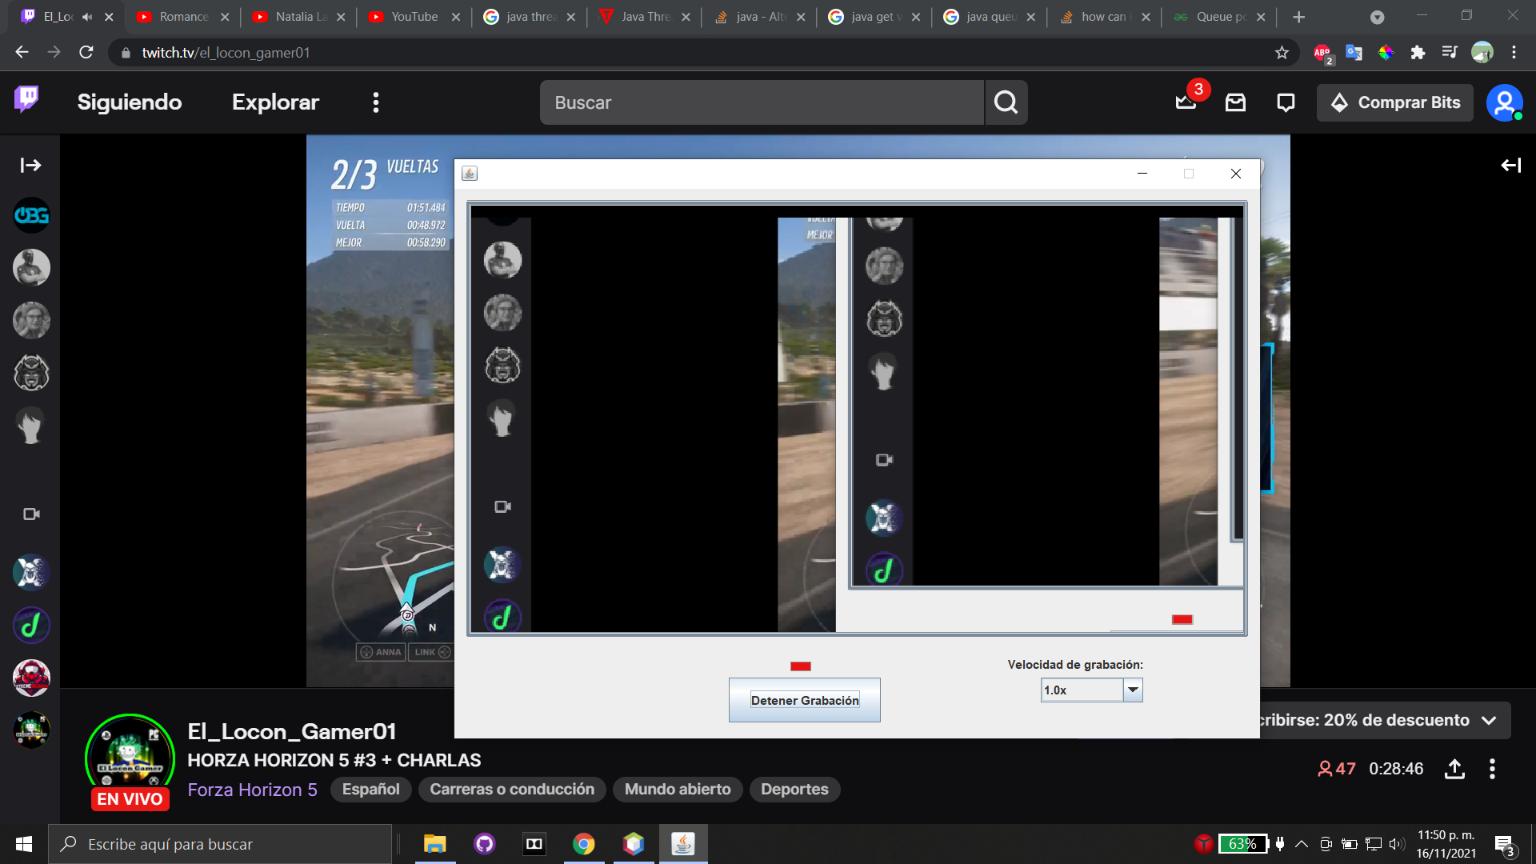 El_Loc
Romance
Natalia La
YouTube
java threa
Java Thre
java - Alte
java get v
java queu
how can i
Queue po
twitch.tv/el_locon_gamer01
ABP
2
Siguiendo
Explorar
Buscar
3
Comprar Bits
2/3 VUELTAS
TIEMPO 01:51.484
VUELTA 00:48.972
MEJOR 00:58.290
MEJOR
N
ANNA
LINK
Velocidad de grabación:
1.0x
Detener Grabación
El_Locon_Gamer01
HORZA HORIZON 5 #3 + CHARLAS
EN VIVO
Forza Horizon 5
Español
Carreras o conducción
Mundo abierto
Deportes
cribirse: 20% de descuento
47
0:28:46
Escribe aquí para buscar
63%
11:50 p. m.
16/11/2021
3